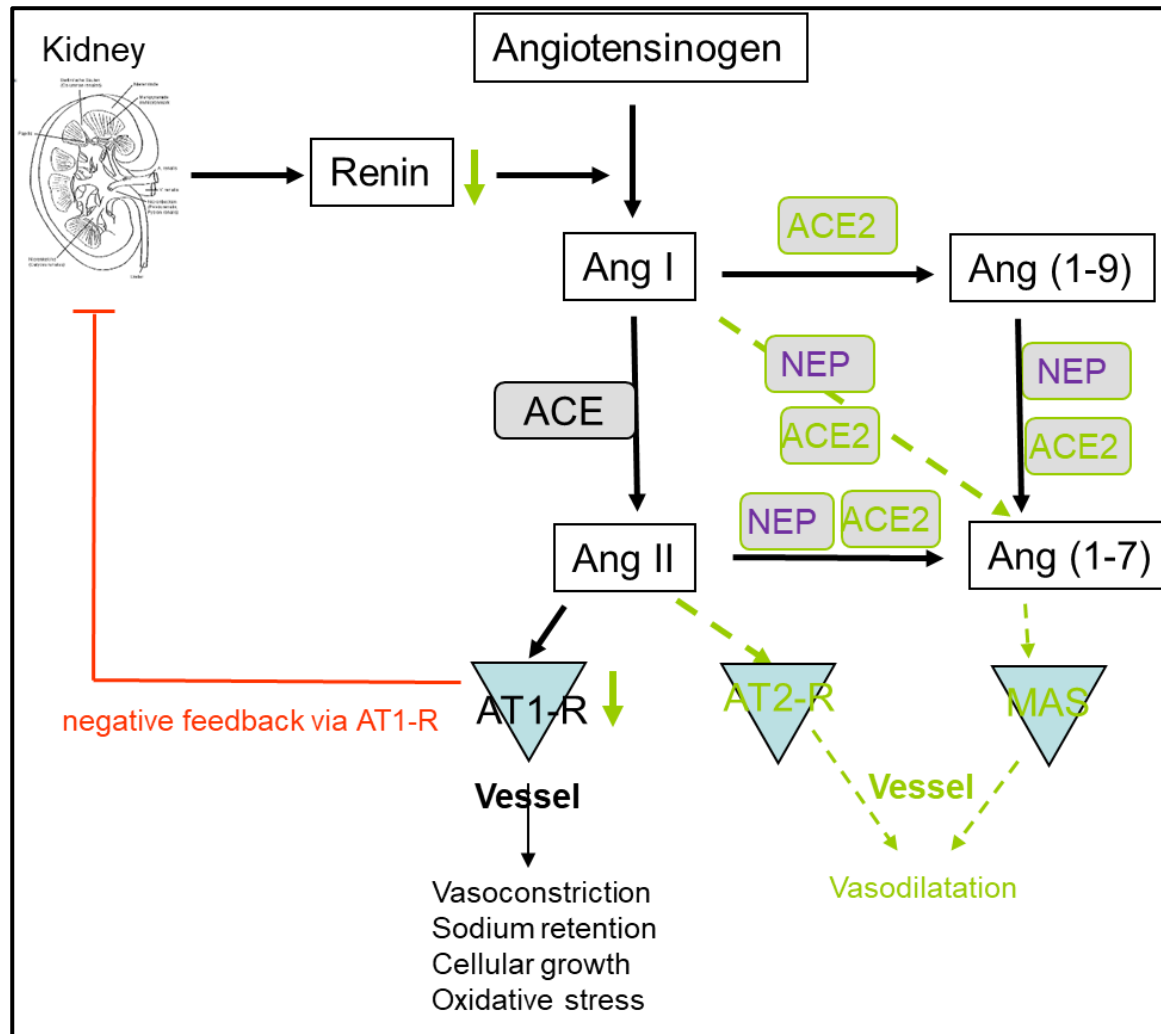 Kidney
Angiotensinogen
Renin
ACE2
Ang I
Ang (1-9)
NEP
NEP
ACE
ACE2
ACE2
NEP
ACE2
Ang II
Ang (1-7)
AT1-R
AT2-R
MAS
negative feedback via AT1-R
Vessel
Vessel
Vasoconstriction
Vasodilatation
Sodium retention
Cellular growth
Oxidative stress